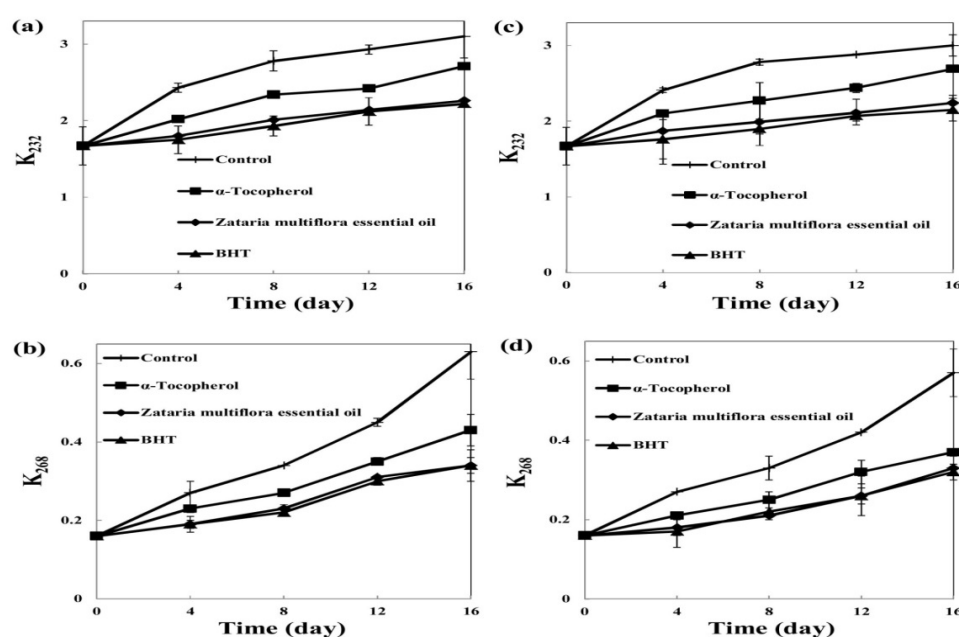 (a)
3
2
1
0
K232
Control
α-Tocopherol
Zataria multiflora essential oil
BHT
0 4 8 12 16
Time (day)
(c)
3
2
1
0
K232
Control
α-Tocopherol
Zataria multiflora essential oil
BHT
0 4 8 12 16
Time (day)
(b)
0.6
0.4
0.2
0
K268
Control
α-Tocopherol
Zataria multiflora essential oil
BHT
0 4 8 12 16
Time (day)
(d)
0.6
0.4
0.2
0
K268
Control
α-Tocopherol
Zataria multiflora essential oil
BHT
0 4 8 12 16
Time (day)